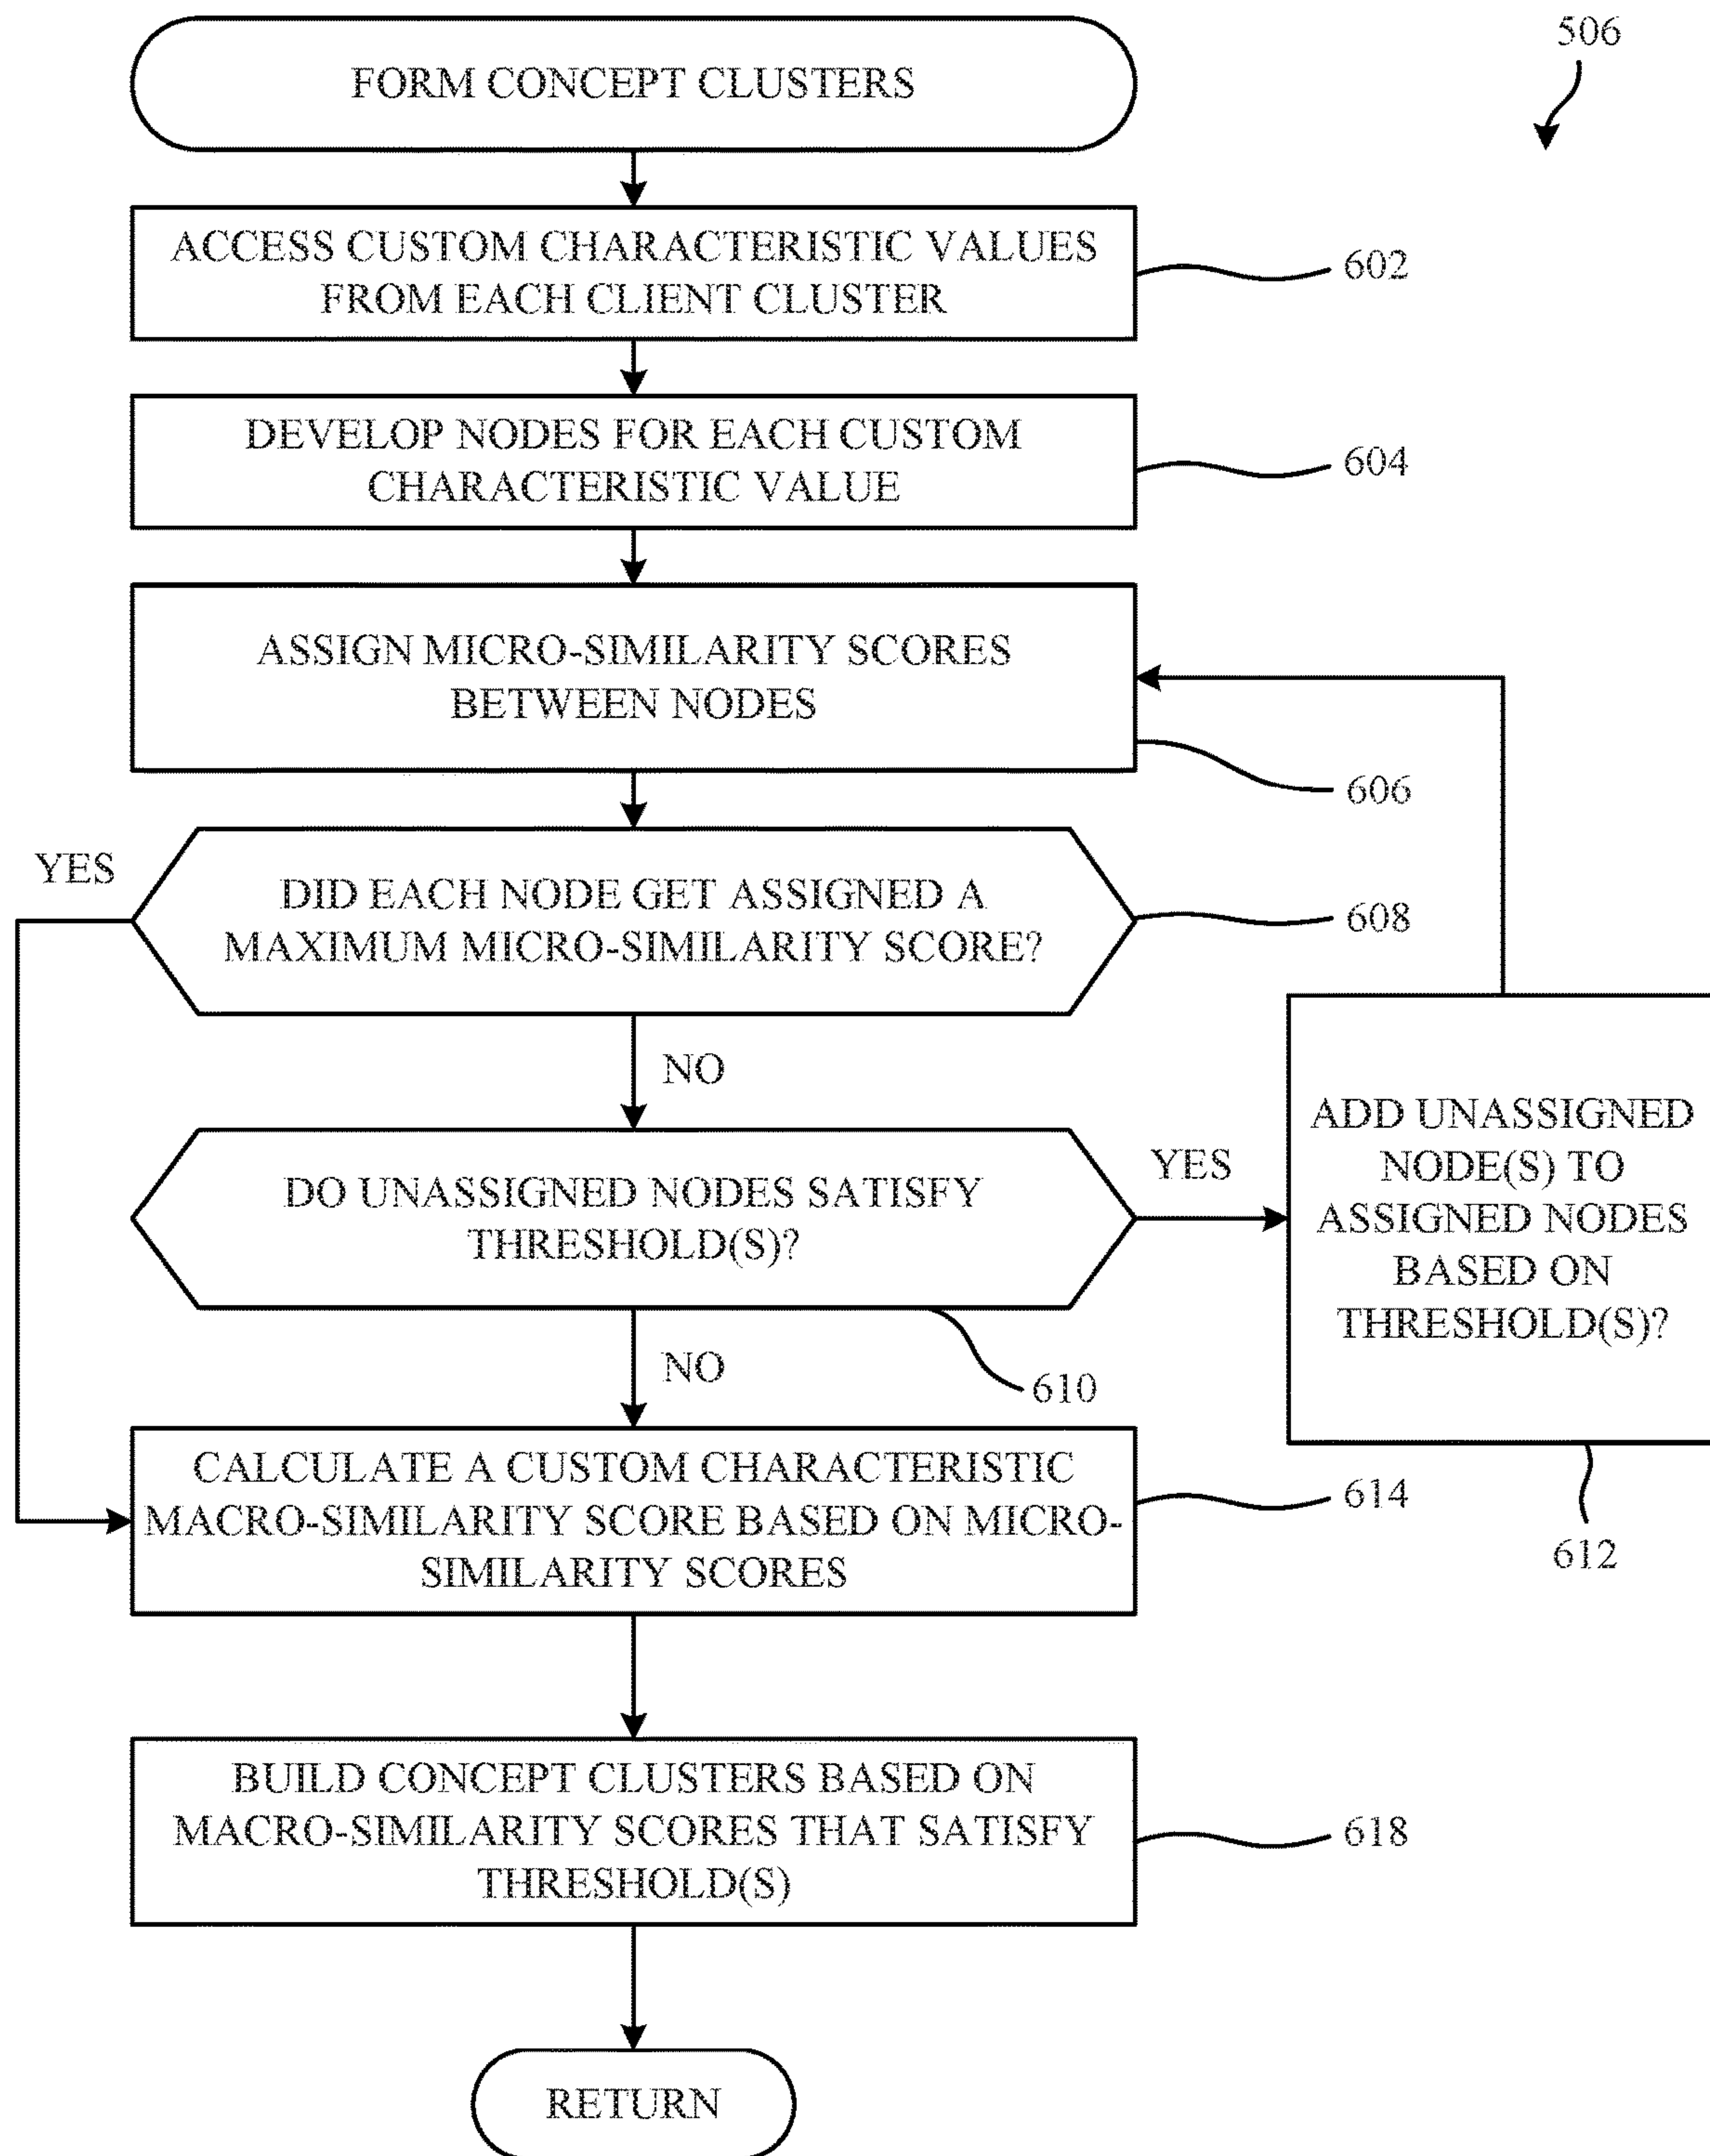 506
FORM CONCEPT CLUSTERS
ACCESS CUSTOM CHARACTERISTIC VALUES
FROM EACH CLIENT CLUSTER
602
DEVELOP NODES FOR EACH CUSTOM
CHARACTERISTIC VALUE
604
ASSIGN MICRO-SIMILARITY SCORES
BETWEEN NODES
606
YES
DID EACH NODE GET ASSIGNED A
MAXIMUM MICRO-SIMILARITY SCORE?
608
NO
DO UNASSIGNED NODES SATISFY
THRESHOLD(S)?
YES
610
ADD UNASSIGNED
NODE(S) TO
ASSIGNED NODES
BASED ON
THRESHOLD(S)?
612
NO
CALCULATE A CUSTOM CHARACTERISTIC
MACRO-SIMILARITY SCORE BASED ON MICRO-
SIMILARITY SCORES
614
BUILD CONCEPT CLUSTERS BASED ON
MACRO-SIMILARITY SCORES THAT SATISFY
THRESHOLD(S)
618
RETURN